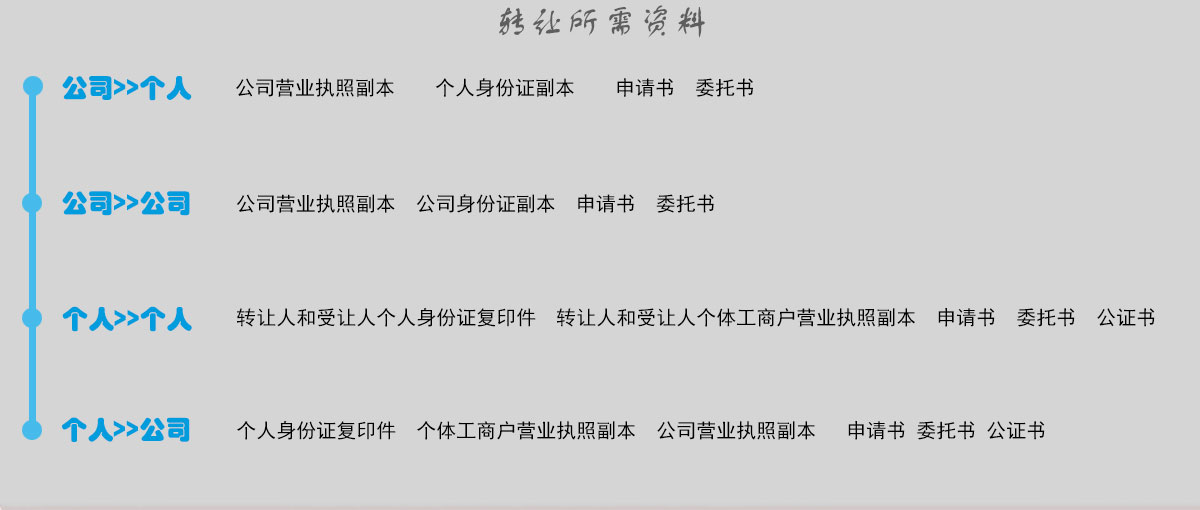 转让所需资料
公司>>个人 公司营业执照副本 个人身份证副本 申请书 委托书
公司>>公司 公司营业执照副本 公司身份证副本 申请书 委托书
个人>>个人 转让人和受让人个人身份证复印件 转让人和受让人个体工商户营业执照副本 申请书 委托书 公证书
个人>>公司 个人身份证复印件 个体工商户营业执照副本 公司营业执照副本 申请书 委托书 公证书